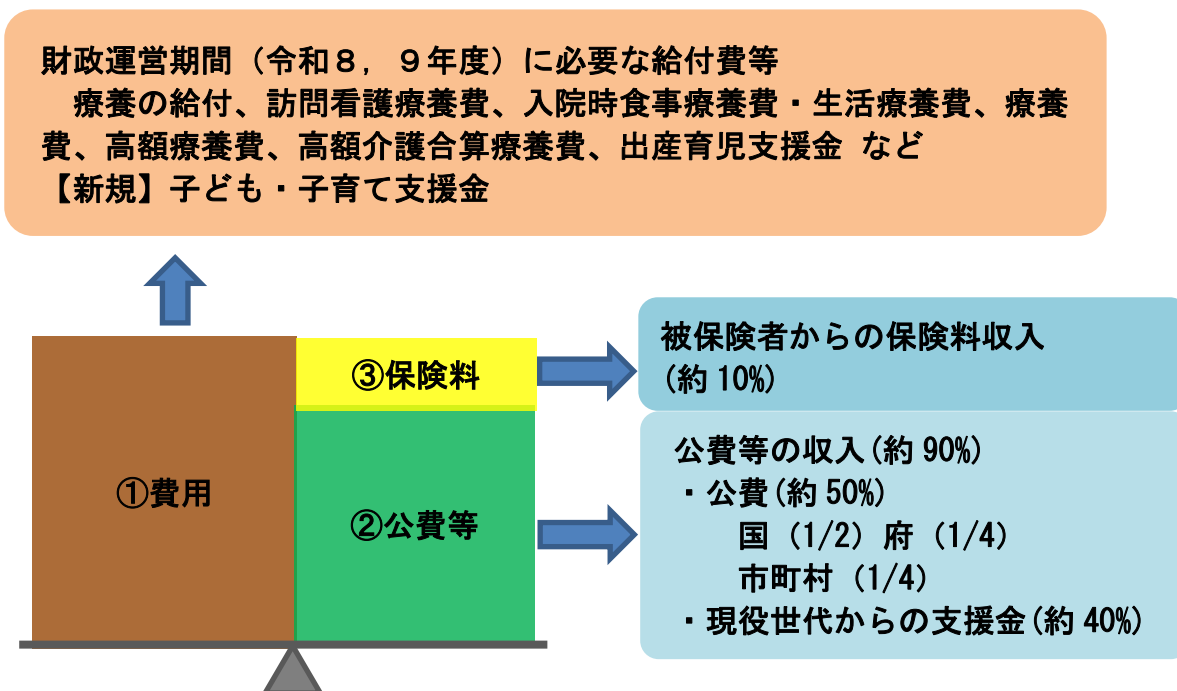 財政運営期間（令和８，９年度）に必要な給付費等
療養の給付、訪問看護療養費、入院時食事療養費・生活療養費、療養
費、高額療養費、高額介護合算療養費、出産育児支援金 など
【新規】子ども・子育て支援金
③保険料
①費用
②公費等
被保険者からの保険料収入
(約 10%)
公費等の収入(約 90%)
・公費(約 50%)
国（1/2）府（1/4）
市町村（1/4）
・現役世代からの支援金(約 40%)